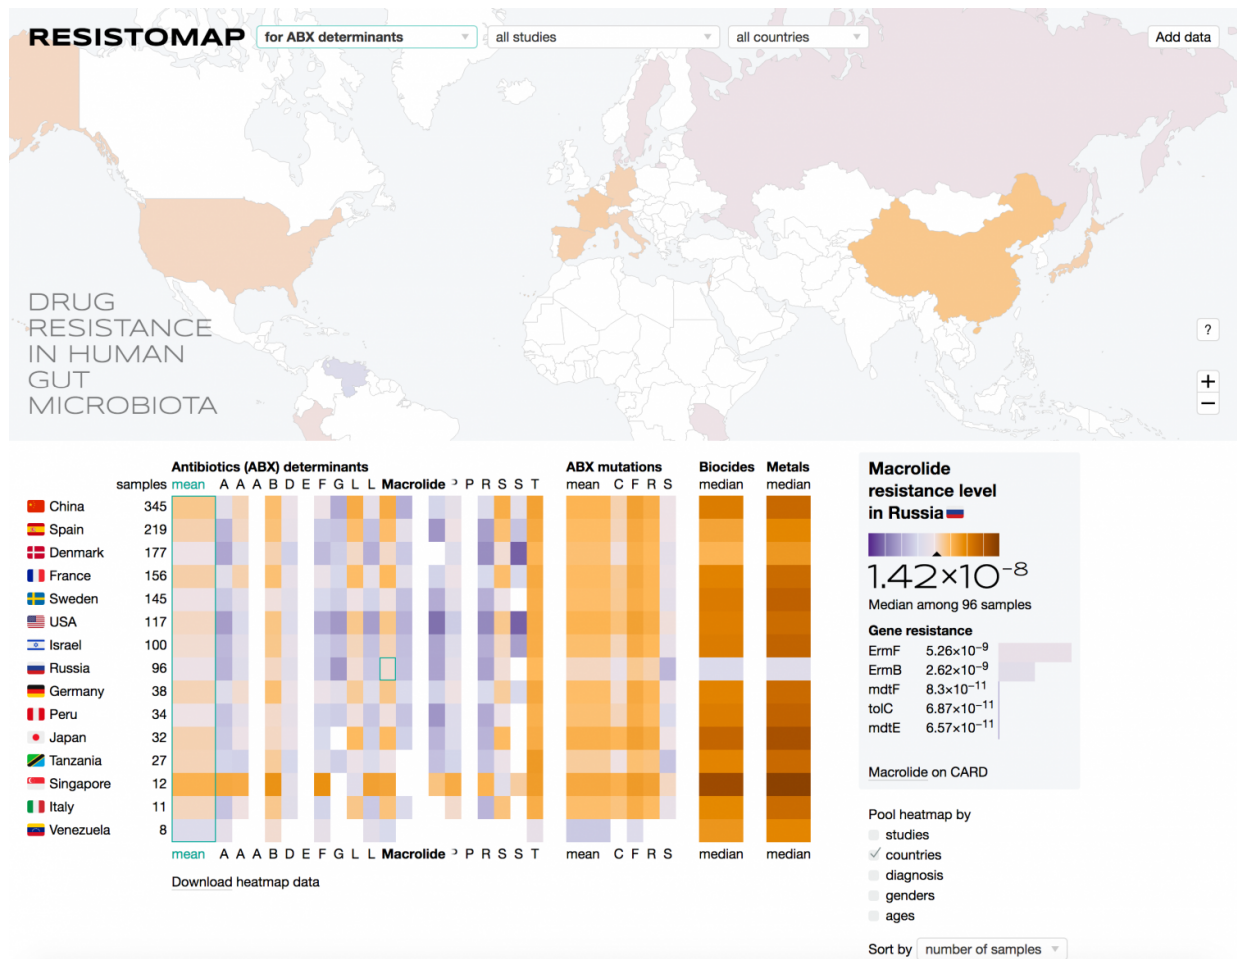 RESISTOMAP
for ABX determinants
all studies
all countries
Add data
DRUG
RESISTANCE
IN HUMAN
GUT
MICROBIOTA
?
+
−
Antibiotics (ABX) determinants
ABX mutations
Biocides
Metals
samples mean A A A B D E F G L L Macrolide P P R S S T mean C F R S median median
China 345
Spain 219
Denmark 177
France 156
Sweden 145
USA 117
Israel 100
Russia 96
Germany 38
Peru 34
Japan 32
Tanzania 27
Singapore 12
Italy 11
Venezuela 8
mean A A A B D E F G L L Macrolide P P R S S T mean C F R S median median
Download heatmap data
Macrolide
resistance level
in Russia
1.42×10⁻⁸
Median among 96 samples
Gene resistance
ErmF 5.26×10⁻⁹
ErmB 2.62×10⁻⁹
mdtF 8.3×10⁻¹¹
tolC 6.87×10⁻¹¹
mdtE 6.57×10⁻¹¹
Macrolide on CARD
Pool heatmap by
studies
countries
diagnosis
genders
ages
Sort by number of samples